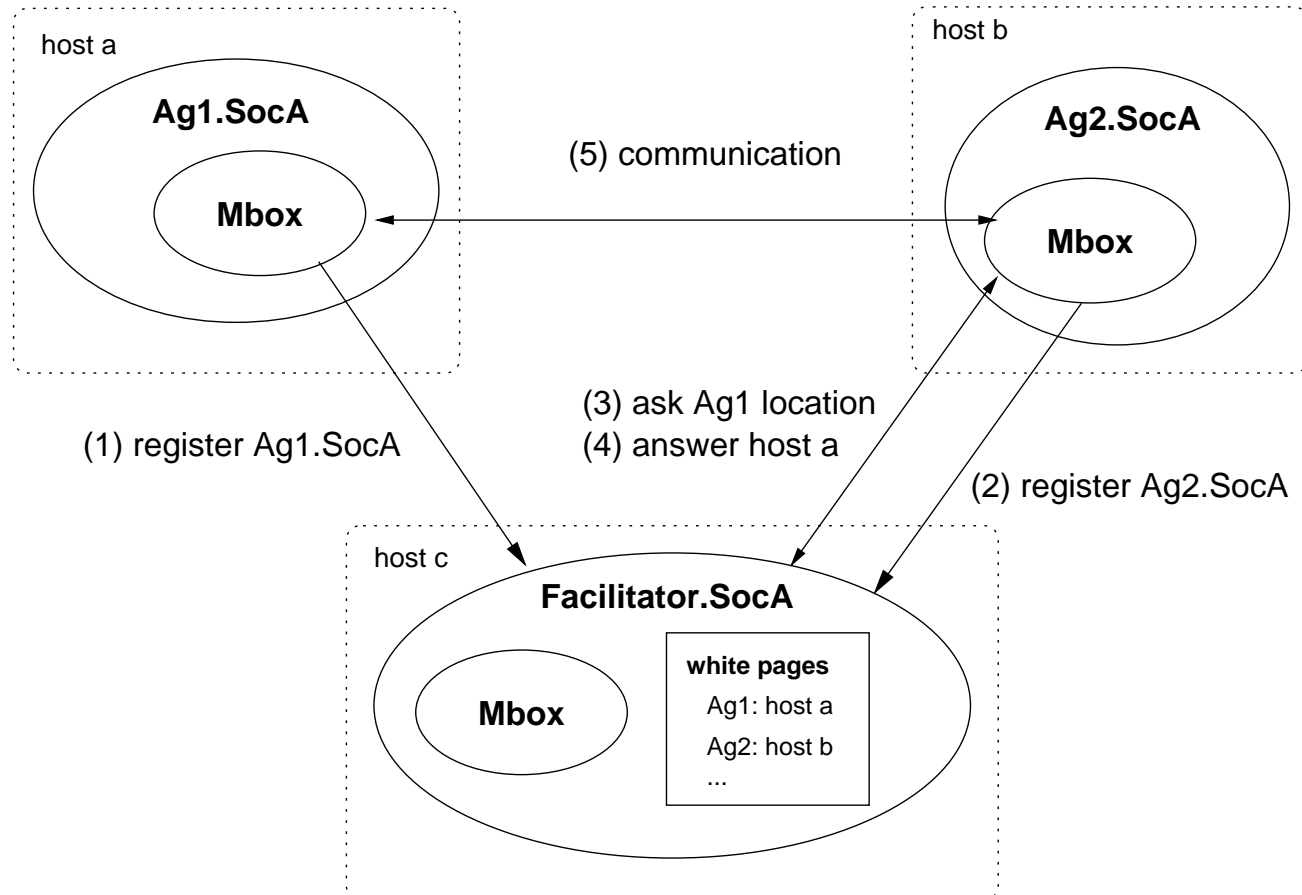 host a
host b
Ag1.SocA
Ag2.SocA
(5) communication
Mbox
Mbox
(3) ask Ag1 location
(1) register Ag1.SocA
(4) answer host a
(2) register Ag2.SocA
host c
Facilitator.SocA
white pages
Mbox
Ag1: host a
Ag2: host b
...